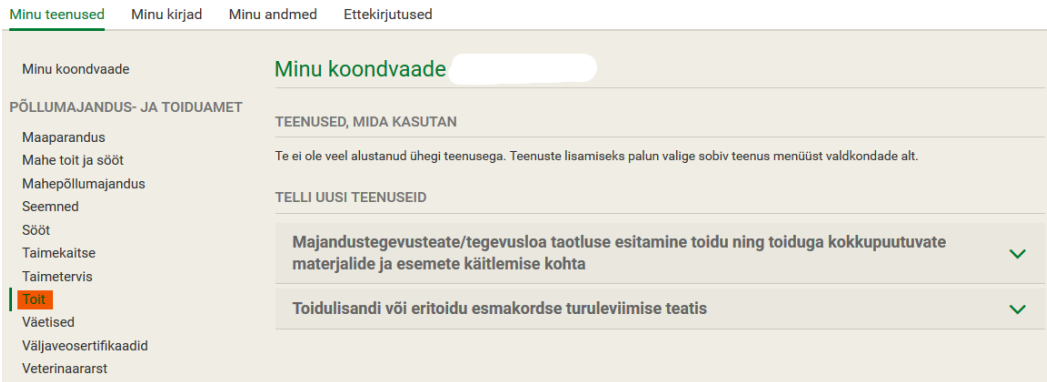 Minu teenused Minu kirjad Minu andmed Ettekirjutused
Minu koondvaade
PÕLLUMAJANDUS- JA TOIDUAMET
Maaparandus
Mahe toit ja sööt
Mahepõllumajandus
Seemned
Sööt
Taimekaitse
Taimetervis
Toit
Väetised
Väljaveosertifikaadid
Veterinaararst
Minu koondvaade
TEENUSED, MIDA KASUTAN
Te ei ole veel alustanud ühegi teenusega. Teenuste lisamiseks palun valige sobiv teenus menüüst valdkondade alt.
TELLI UUSI TEENUSEID
Majandustegevusteate/tegevusloa taotluse esitamine toidu ning toiduga kokkupuutuvate
materjalide ja esemete käitlemise kohta
Toidulisandi või eritoidu esmakordse turuleviimise teatis